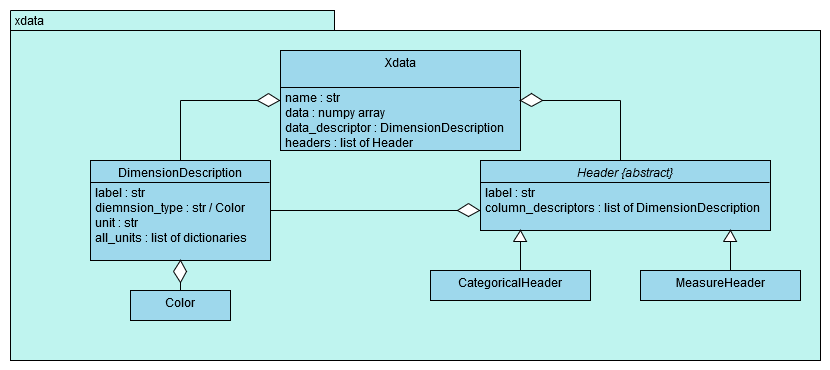 xdata
Xdata
name : str
data : numpy array
data_descriptor : DimensionDescription
headers : list of Header
DimensionDescription
label : str
diemnsion_type : str / Color
unit : str
all_units : list of dictionaries
Header {abstract}
label : str
column_descriptors : list of DimensionDescription
Color
CategoricalHeader
MeasureHeader